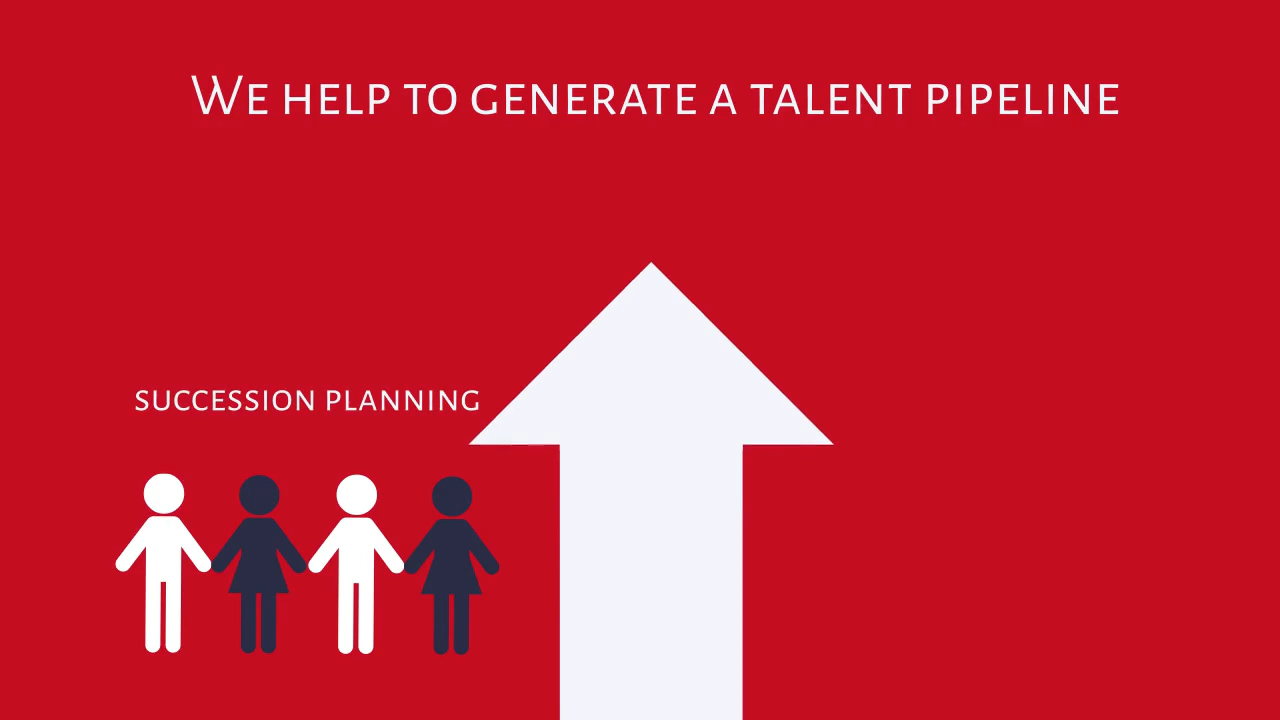 We help to generate a talent pipeline
succession planning